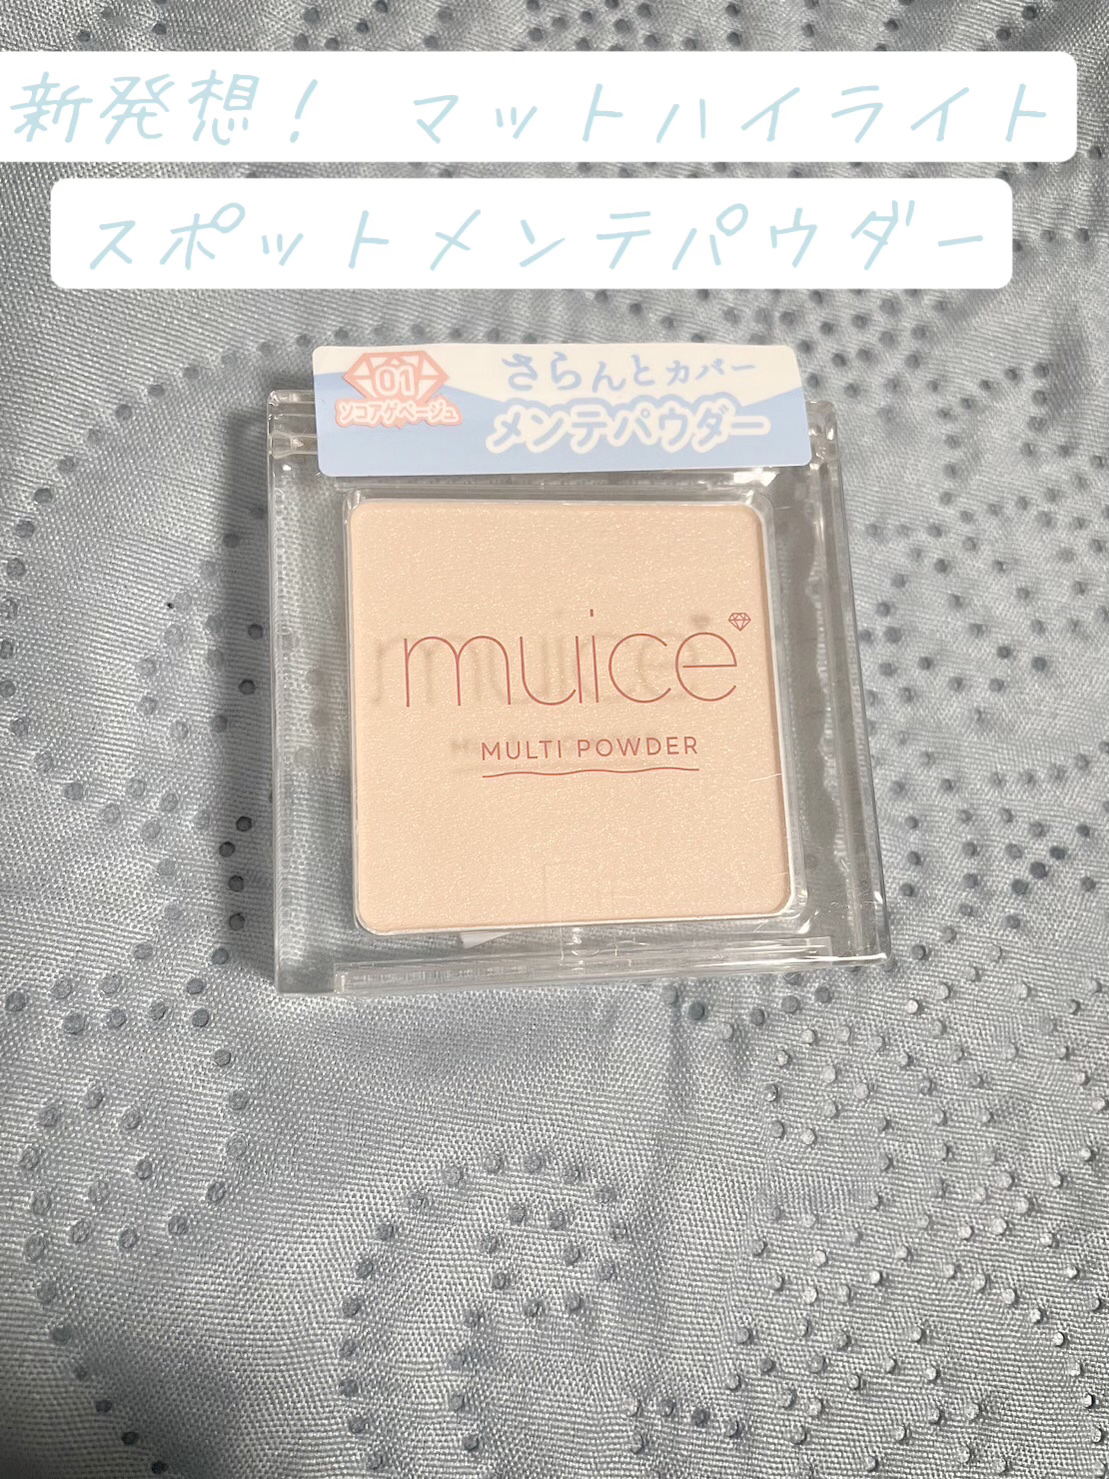 新発想！ マットハイライト
スポットメンテパウダー
01
ソコアゲベージュ
さらんとカバー
メンテパウダー
muice
MULTI POWDER